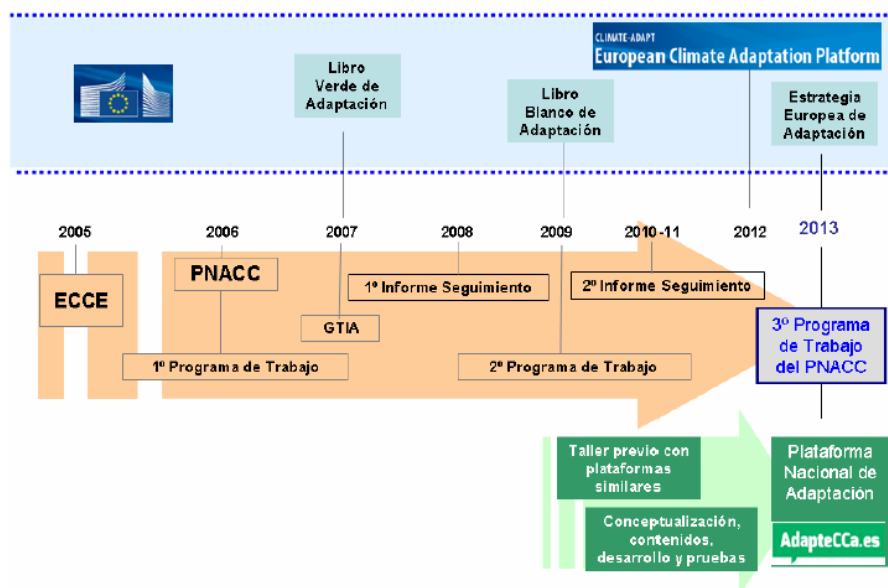 CLIMATE-ADAPT
European Climate Adaptation Platform
Libro
Verde de
Adaptación
Libro
Blanco de
Adaptación
Estrategia
Europea de
Adaptación
2005
2006
2007
2008
2009
2010-11
2012
2013
ECCE
PNACC
1º Informe Seguimiento
2º Informe Seguimiento
GTIA
1º Programa de Trabajo
2º Programa de Trabajo
3º Programa
de Trabajo
del PNACC
Taller previo con
plataformas
similares
Conceptualización,
contenidos,
desarrollo y pruebas
Plataforma
Nacional de
Adaptación
AdapteCCa.es